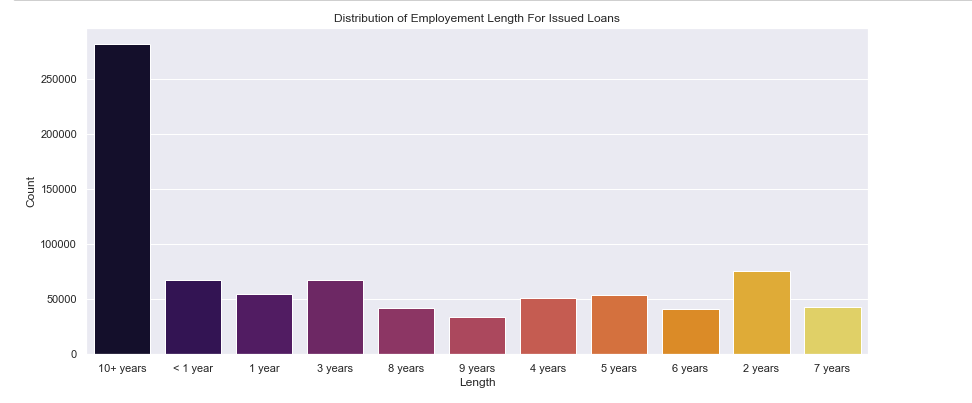 Distribution of Employement Length For Issued Loans
Count
250000
200000
150000
100000
50000
0
10+ years < 1 year 1 year 3 years 8 years 9 years 4 years 5 years 6 years 2 years 7 years
Length